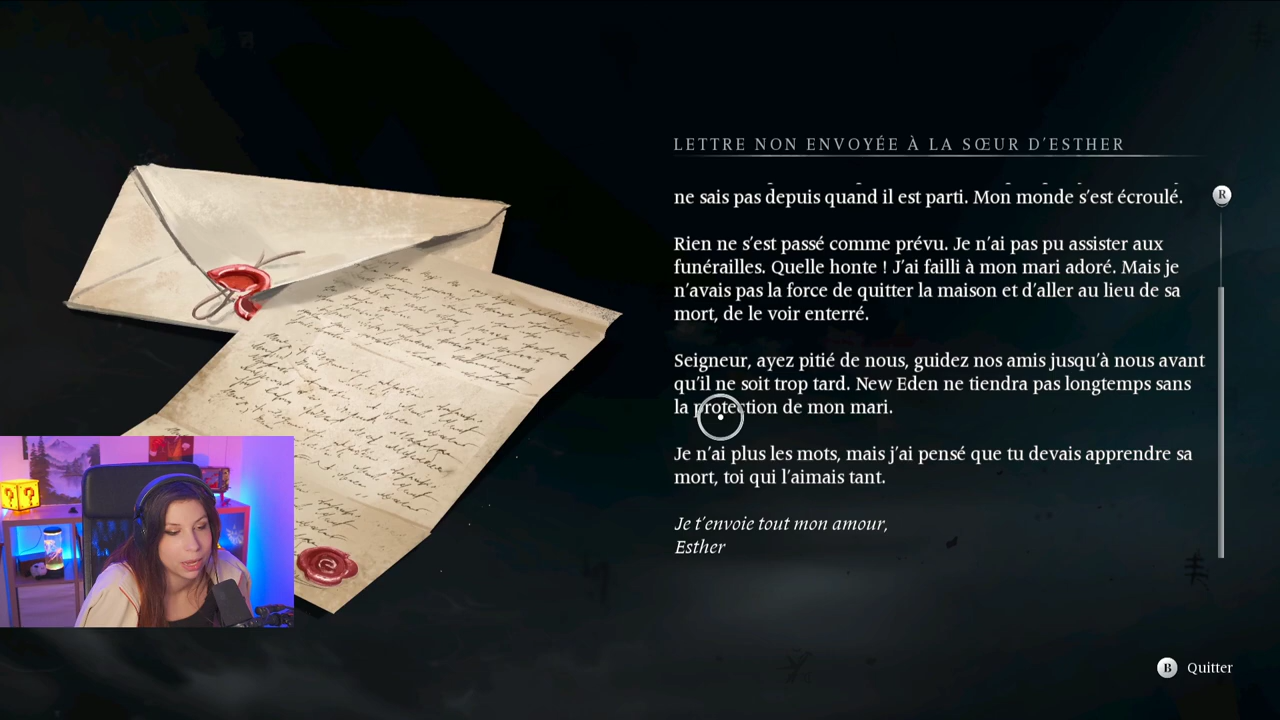 LETTRE NON ENVOYÉE À LA SŒUR D'ESTHER
ne sais pas depuis quand il est parti. Mon monde s'est écroulé.
R
Rien ne s'est passé comme prévu. Je n'ai pas pu assister aux
funérailles. Quelle honte ! J'ai failli à mon mari adoré. Mais je
n'avais pas la force de quitter la maison et d'aller au lieu de sa
mort, de le voir enterré.
Seigneur, ayez pitié de nous, guidez nos amis jusqu'à nous avant
qu'il ne soit trop tard. New Eden ne tiendra pas longtemps sans
la protection de mon mari.
Je n'ai plus les mots, mais j'ai pensé que tu devais apprendre sa
mort, toi qui l'aimais tant.
Je t'envoie tout mon amour,
Esther
B Quitter